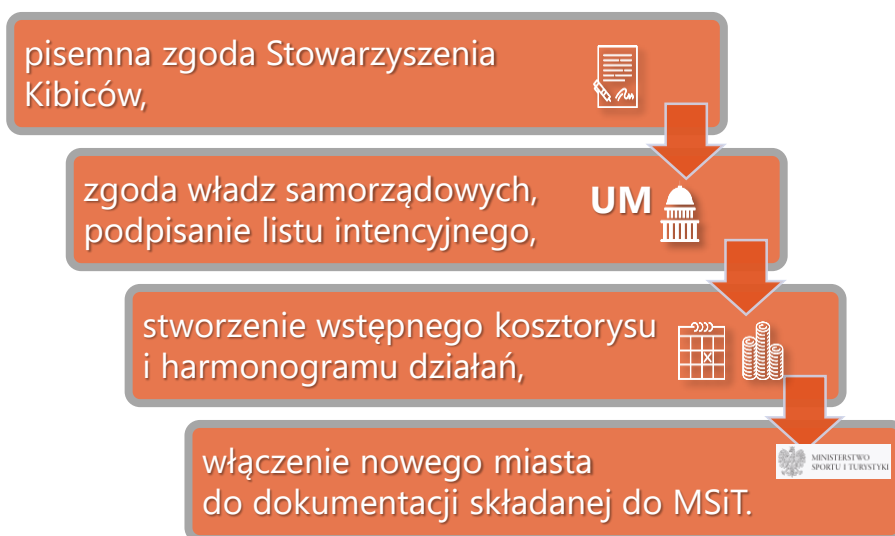 pisemna zgoda Stowarzyszenia
Kibiców,
zgoda władz samorządowych,
podpisanie listu intencyjnego,
UM
stworzenie wstępnego kosztorysu
i harmonogramu działań,
X
włączenie nowego miasta
do dokumentacji składanej do MSiT.
MINISTERSTWO
SPORTU I TURYSTYKI